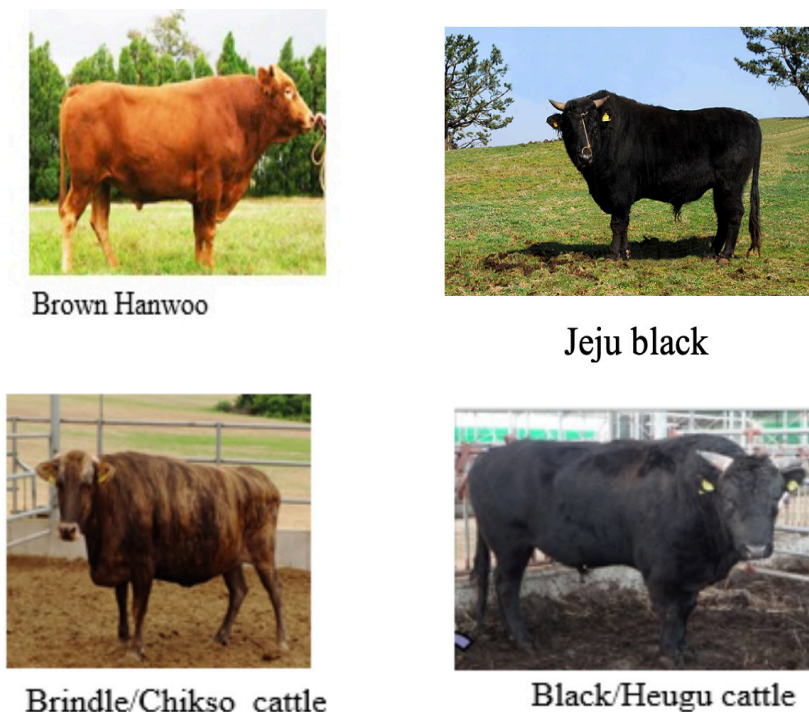 Brown Hanwoo
Jeju black
Brindle/Chikso cattle
Black/Heugu cattle